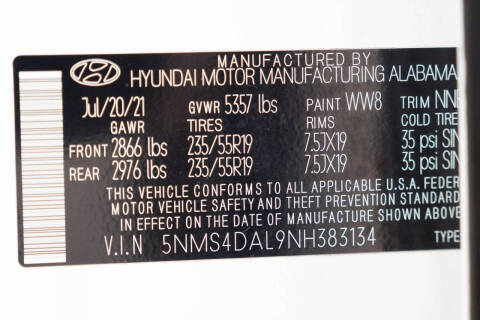 MANUFACTURED BY
HYUNDAI MOTOR MANUFACTURING ALABAMA
Jul/20/21 GVWR 5357 lbs PAINT WW8 TRIM NNB
GAWR TIRES RIMS COLD TIRE
FRONT 2866 lbs 235/55R19 7.5JX19 35 psi SIN
REAR 2976 lbs 235/55R19 7.5JX19 35 psi SIN
THIS VEHICLE CONFORMS TO ALL APPLICABLE U.S.A. FEDER
MOTOR VEHICLE SAFETY AND THEFT PREVENTION STANDARD
IN EFFECT ON THE DATE OF MANUFACTURE SHOWN ABOVE
V.I.N 5NMS4DAL9NH383134 TYPE